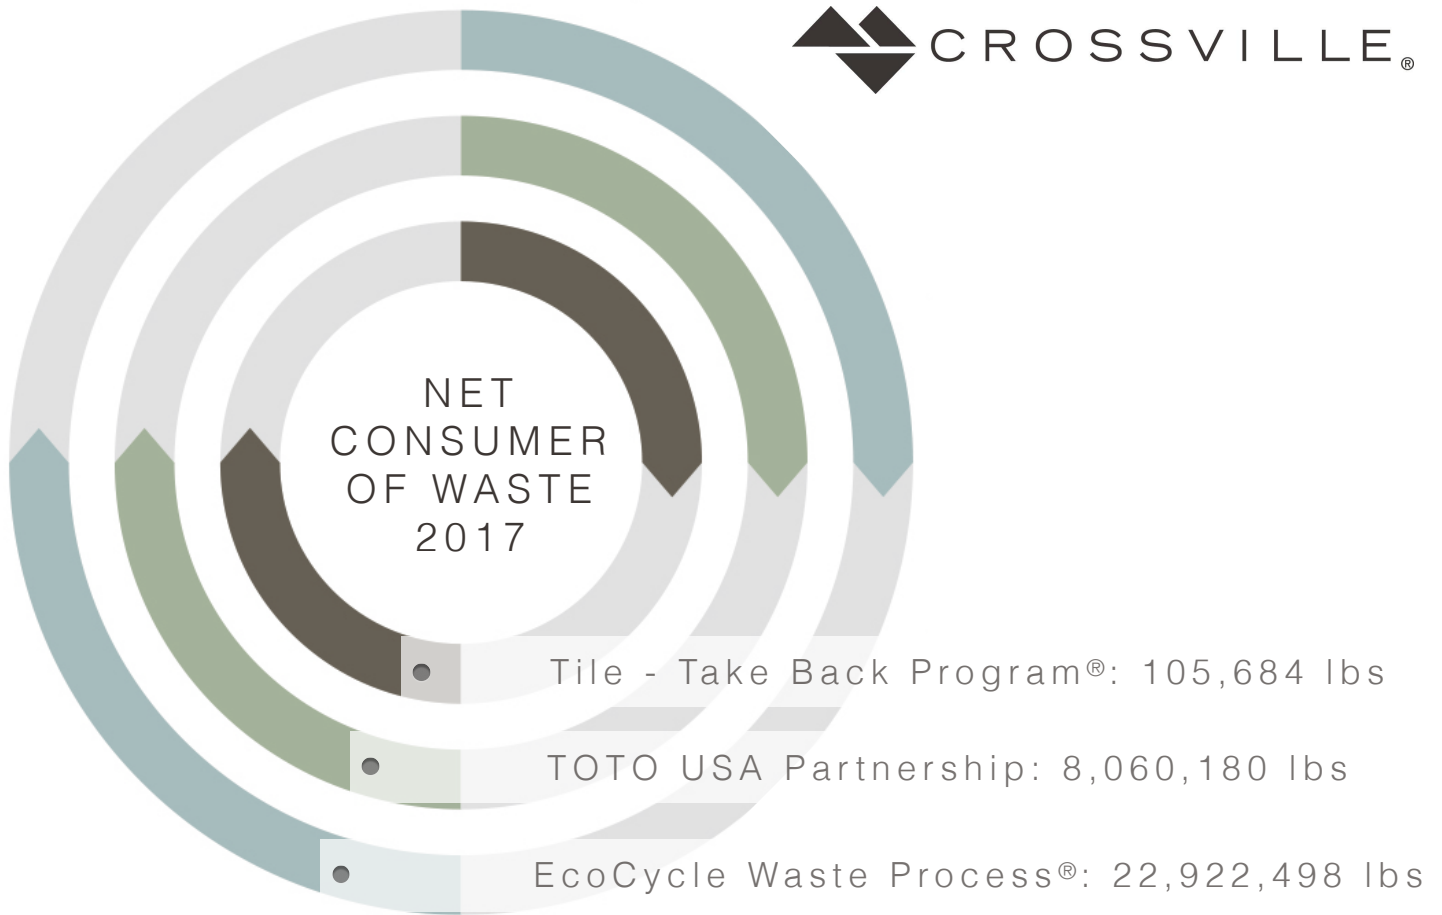 CROSSVILLE®
NET
CONSUMER
OF WASTE
2017
Tile - Take Back Program®: 105,684 lbs
TOTO USA Partnership: 8,060,180 lbs
EcoCycle Waste Process®: 22,922,498 lbs